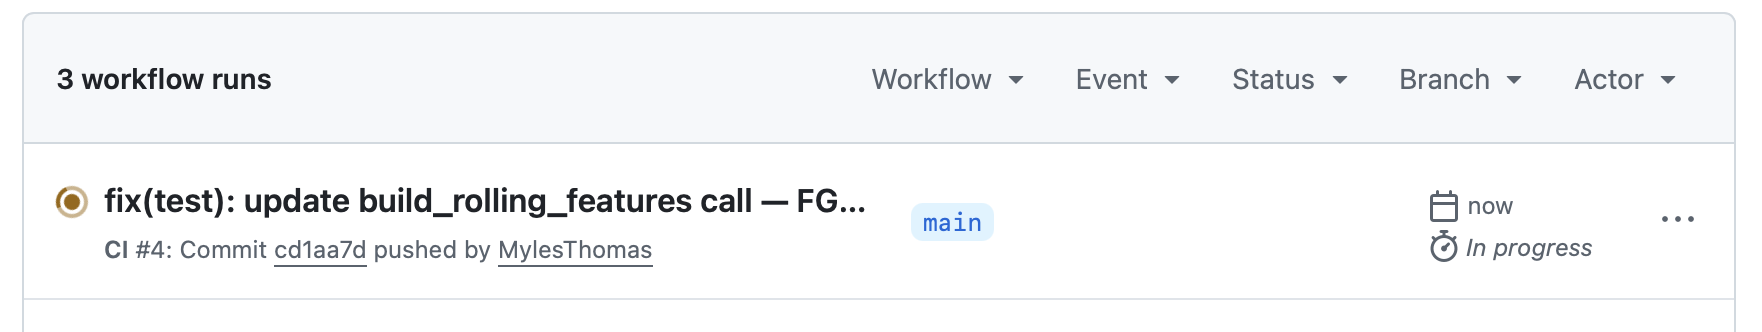 3 workflow runs
Workflow
Event
Status
Branch
Actor
fix(test): update build_rolling_features call — FG...
CI #4: Commit cd1aa7d pushed by MylesThomas
main
now
In progress